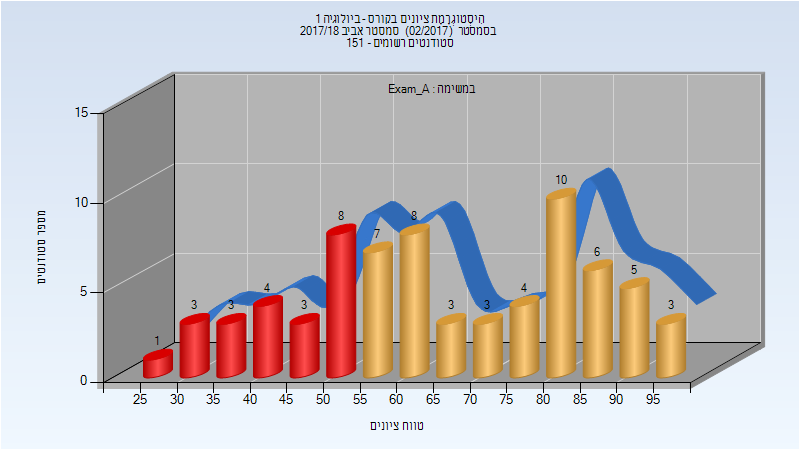 היסטוגרמת ציונים בקורס - ביולוגיה 1
בסמסטר (02/2017) סמסטר אביב 2017/18
סטודנטים רשומים - 151
במשימה : Exam_A
מספר סטודנטים
15
10
5
0
1
3
3
4
3
8
7
8
3
3
4
10
6
5
3
25 30 35 40 45 50 55 60 65 70 75 80 85 90 95
טווח ציונים